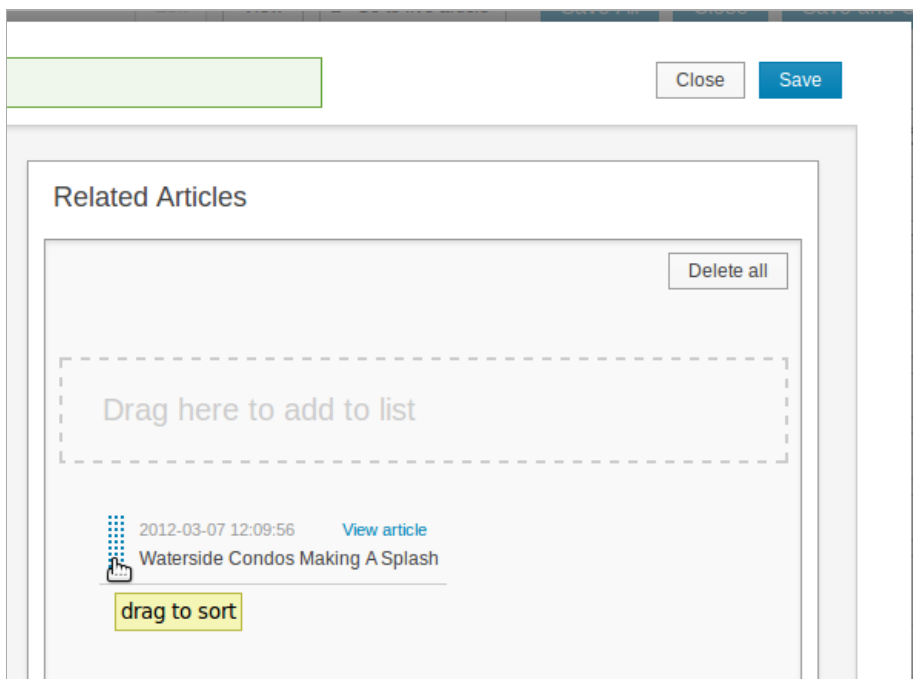 Close
Save
Related Articles
Delete all
Drag here to add to list
2012-03-07 12:09:56 View article
Waterside Condos Making A Splash
drag to sort